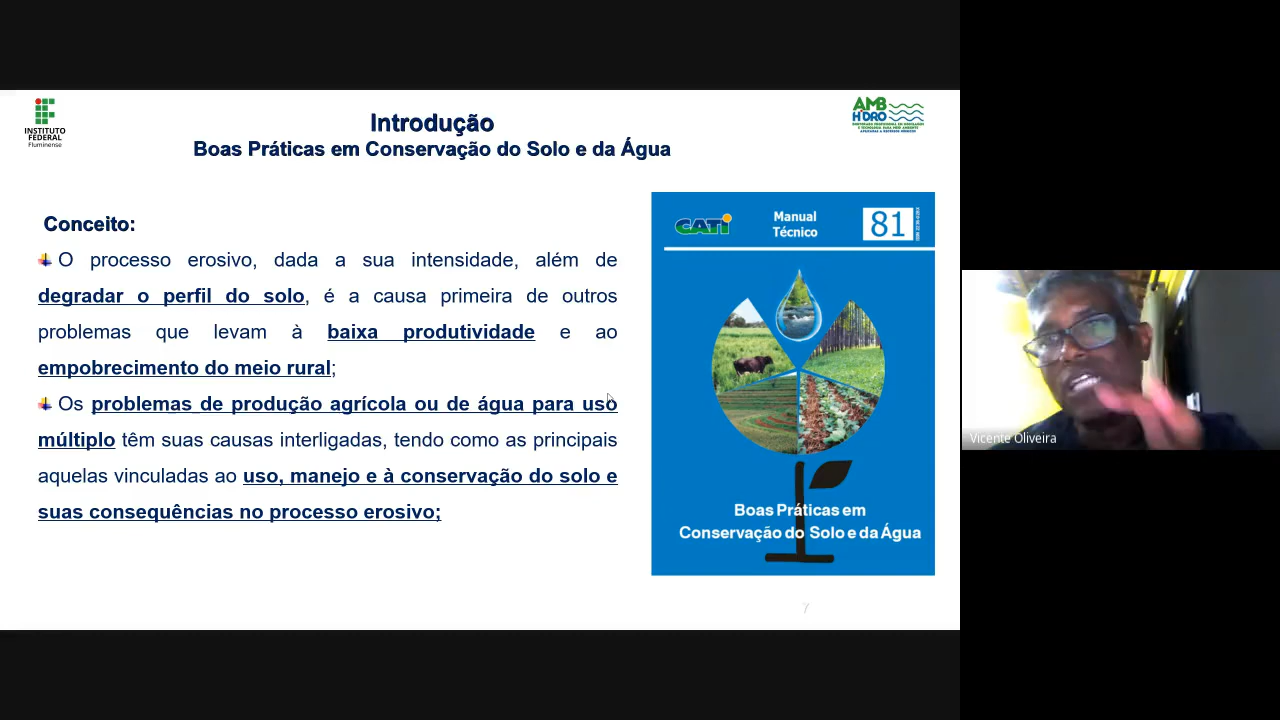 INSTITUTO
FEDERAL
Fluminense
Introdução
Boas Práticas em Conservação do Solo e da Água
AMB
HIDRO
Conceito:
O processo erosivo, dada a sua intensidade, além de
degradar o perfil do solo, é a causa primeira de outros
problemas que levam à baixa produtividade e ao
empobrecimento do meio rural;
Os problemas de produção agrícola ou de água para uso
múltiplo têm suas causas interligadas, tendo como as principais
aquelas vinculadas ao uso, manejo e à conservação do solo e
suas consequências no processo erosivo;
CATI
Manual
Técnico
81
Boas Práticas em
Conservação do Solo e da Água
7
Vicente Oliveira